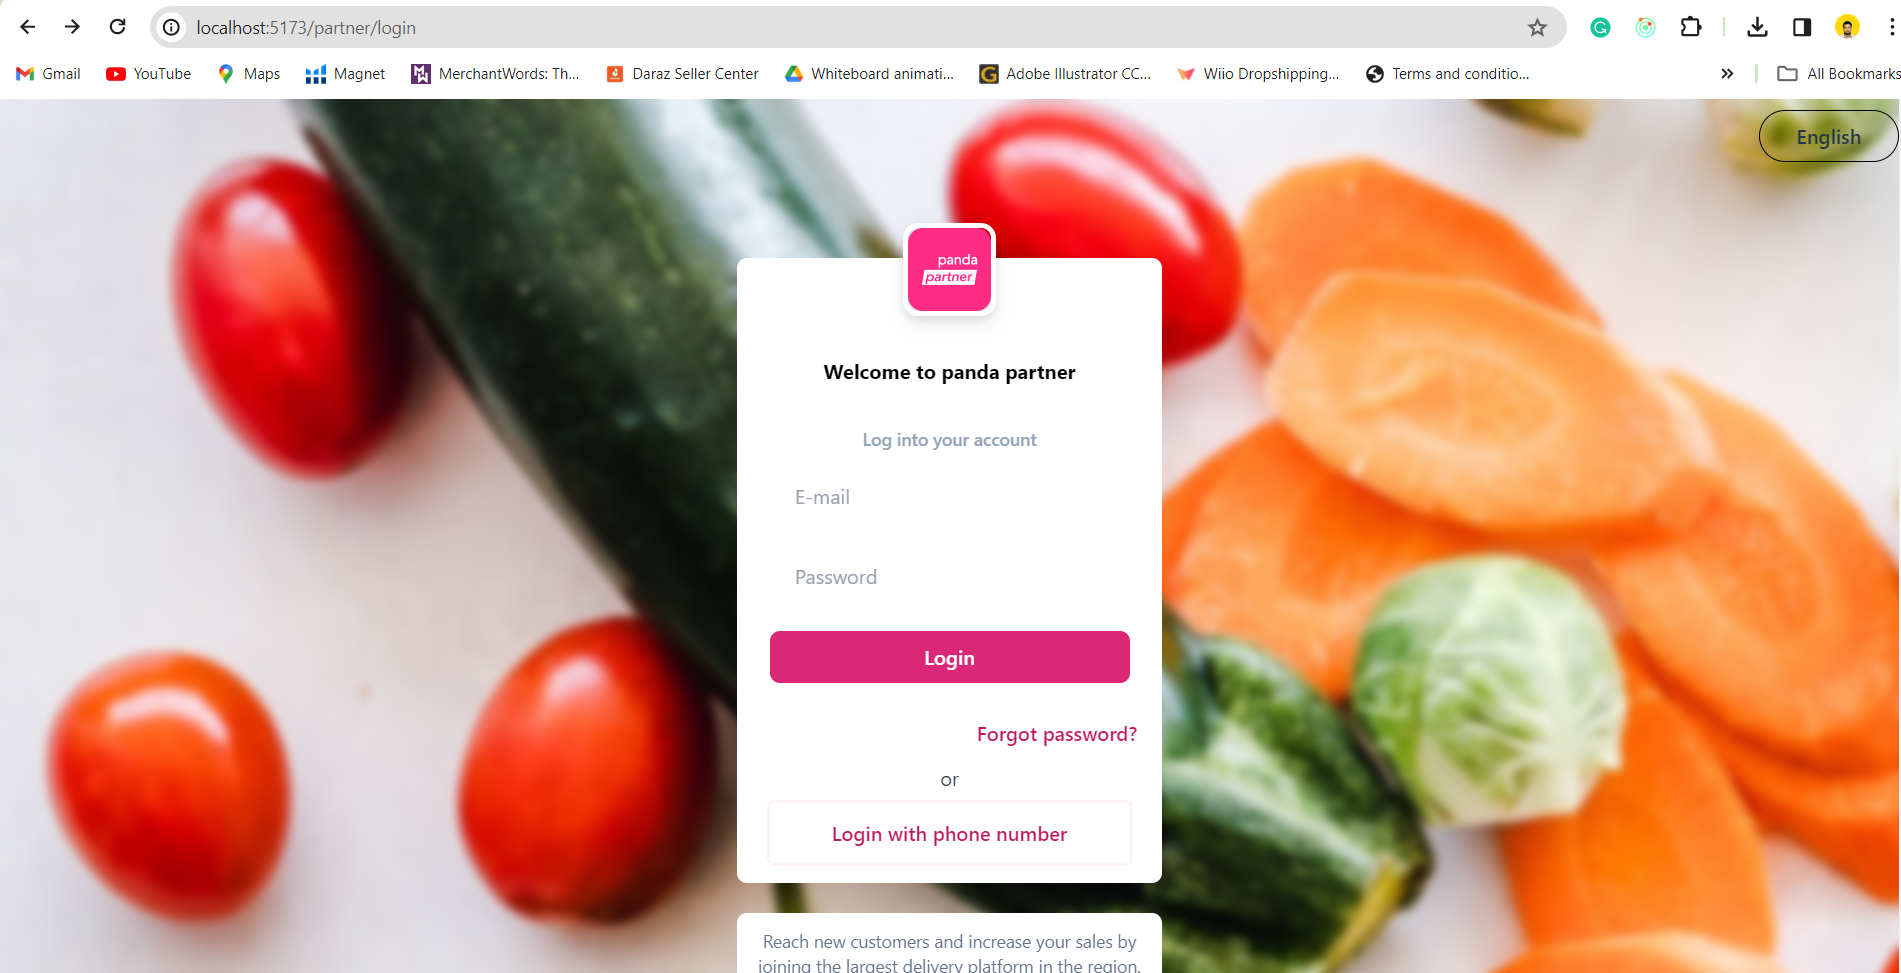 localhost:5173/partner/login
Gmail
YouTube
Maps
Magnet
MerchantWords: Th...
Daraz Seller Center
Whiteboard animati...
Adobe Illustrator CC...
Wiio Dropshipping...
Terms and conditio...
All Bookmarks
English
panda
partner
Welcome to panda partner
Log into your account
E-mail
Password
Login
Forgot password?
or
Login with phone number
Reach new customers and increase your sales by
joining the largest delivery platform in the region.